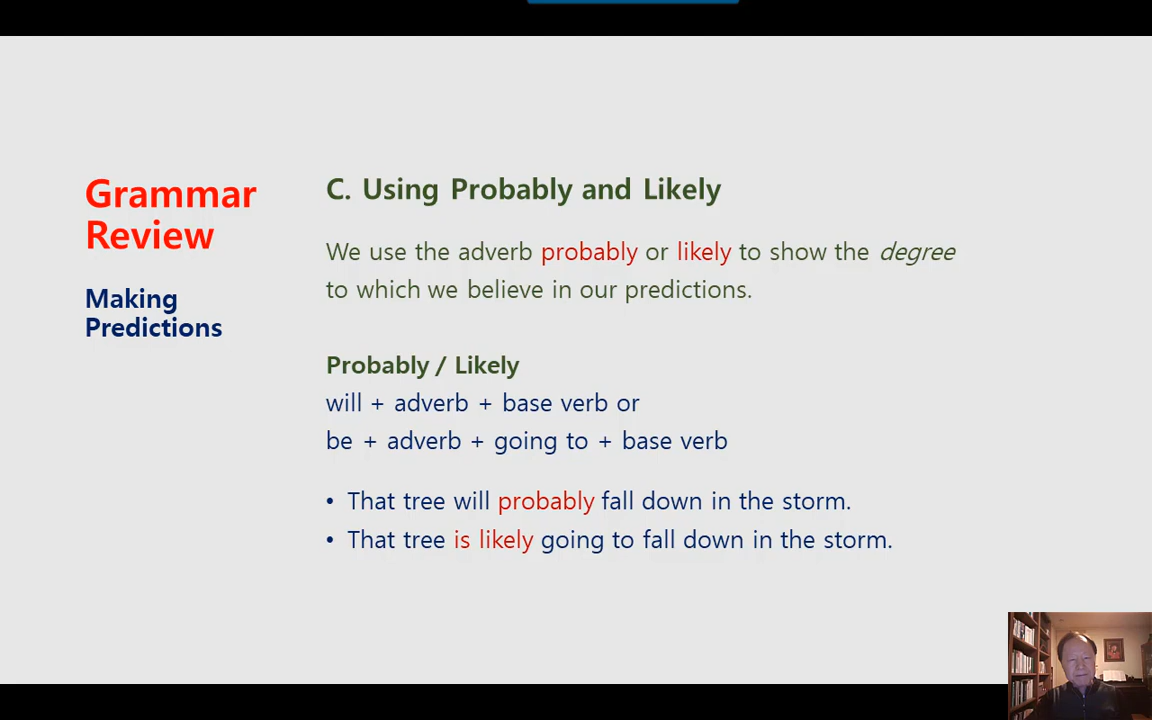 Grammar
Review
Making
Predictions
C. Using Probably and Likely
We use the adverb probably or likely to show the degree
to which we believe in our predictions.
Probably / Likely
will + adverb + base verb or
be + adverb + going to + base verb
• That tree will probably fall down in the storm.
• That tree is likely going to fall down in the storm.